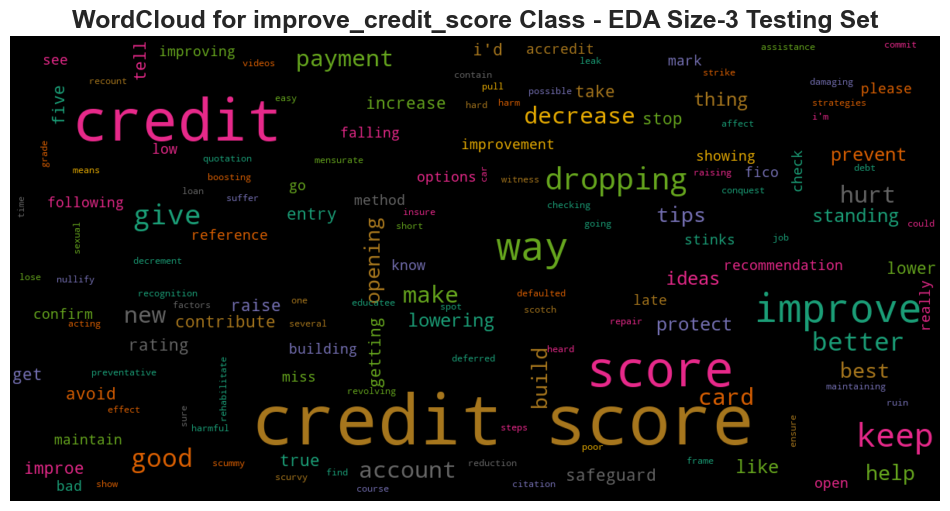 WordCloud for improve_credit_score Class - EDA Size-3 Testing Set
see
tell
improving
videos
payment
i'd
accredit
assistance
commit
leak
mark
recount
contain
pull
possible
take
strike
damaging
please
five
easy
increase
hard
harm
decrease
stop
thing
strategies
i'm
credit
falling
improvement
affect
grade
low
quotation
mensurate
showing
prevent
means
boosting
options
car
witness
dropping
raising
fico
check
debt
time
following
loan
suffer
go
method
checking
conquest
hurt
give
entry
insure
short
going
tips
standing
could
sexual
reference
opening
way
stinks
job
decrement
know
recommendation
lower
lose
nullify
recognition
factors
raise
one
educatee
spot
make
defaulted
scotch
ideas
late
really
improve
confirm
acting
new
contribute
several
lowering
repair
protect
better
rating
building
getting
deferred
heard
get
preventative
rehabilitate
miss
revolving
build
score
card
best
maintaining
avoid
effect
sure
harmful
credit score
steps
ruin
maintain
poor
ensure
keep
improe
good
scummy
true
find
account
reduction
safeguard
frame
like
help
bad
show
scurvy
course
citation
open